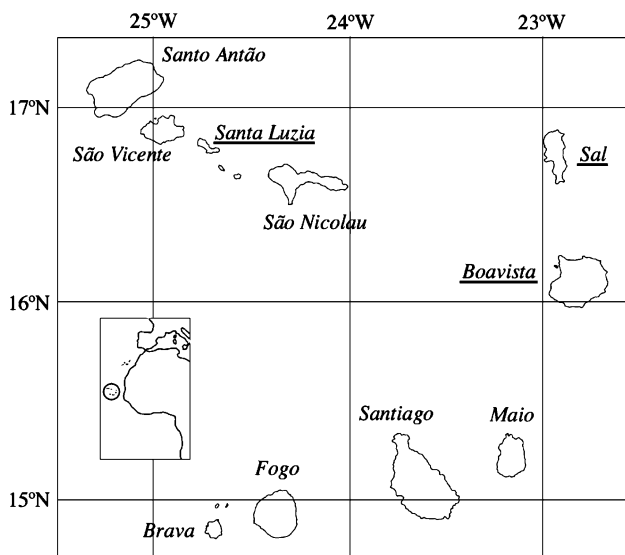 25ºW 24ºW 23ºW
Santo Antão
17ºN
Santa Luzia
São Vicente
Sal
São Nicolau
Boavista
16ºN
Santiago Maio
Fogo
15ºN
Brava